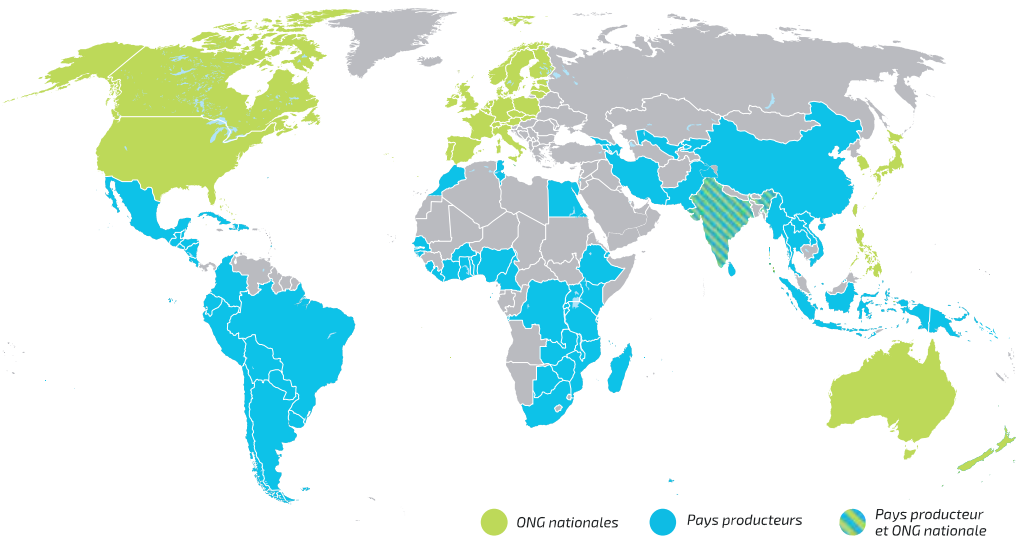 ONG nationales
Pays producteurs
Pays producteur
et ONG nationale